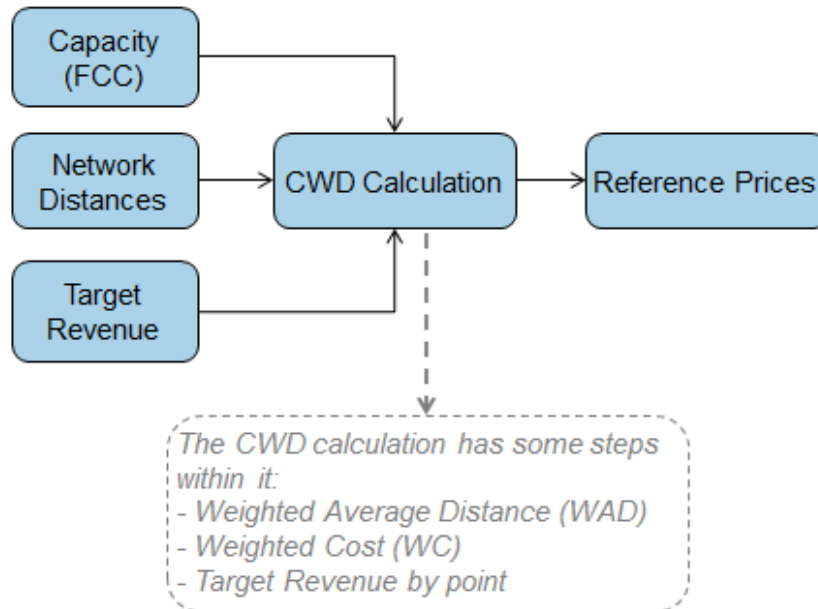 Capacity
(FCC)
Network
Distances
CWD Calculation
Reference Prices
Target
Revenue
The CWD calculation has some steps
within it:
- Weighted Average Distance (WAD)
- Weighted Cost (WC)
- Target Revenue by point